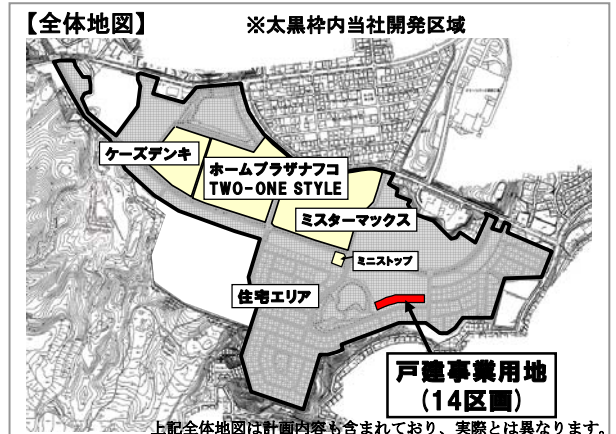 【全体地図】
※太黒枠内当社開発区域
ケーズデンキ
ホームプラザナフコ
TWO-ONE STYLE
ミスターマックス
ミニストップ
住宅エリア
戸建事業用地
(14区画)
上記全体地図は計画内容も含まれており、実際とは異なります。